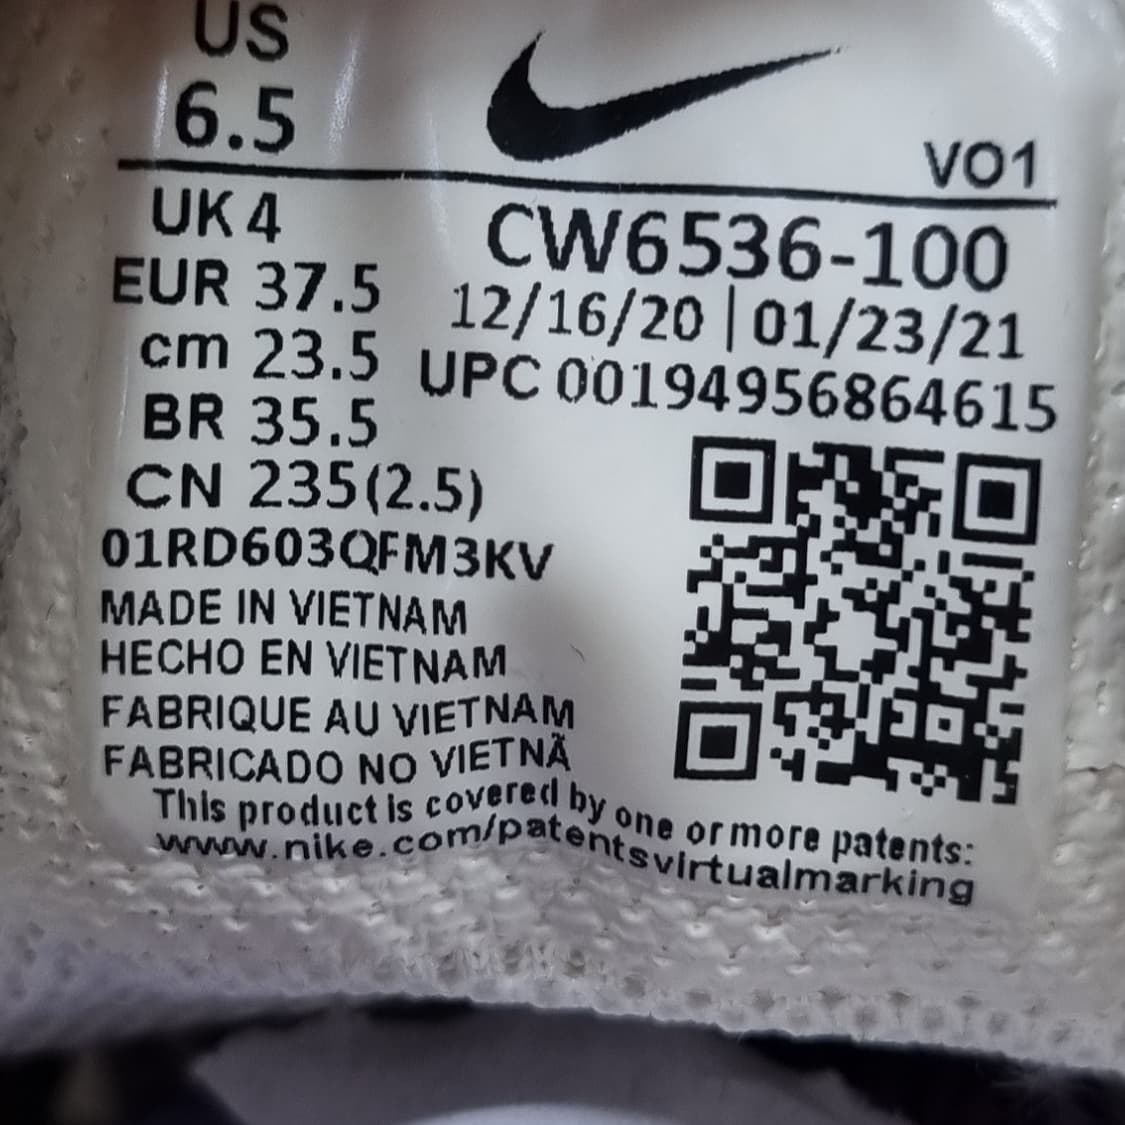 US
6.5
VO1
UK 4
CW6536-100
EUR 37.5
12/16/20 | 01/23/21
cm 23.5
UPC 00194956864615
BR 35.5
CN 235(2.5)
01RD603QFM3KV
MADE IN VIETNAM
HECHO EN VIETNAM
FABRIQUE AU VIETNAM
FABRICADO NO VIETNÃ
This product is covered by one or more patents:
www.nike.com/patentsvirtualmarking